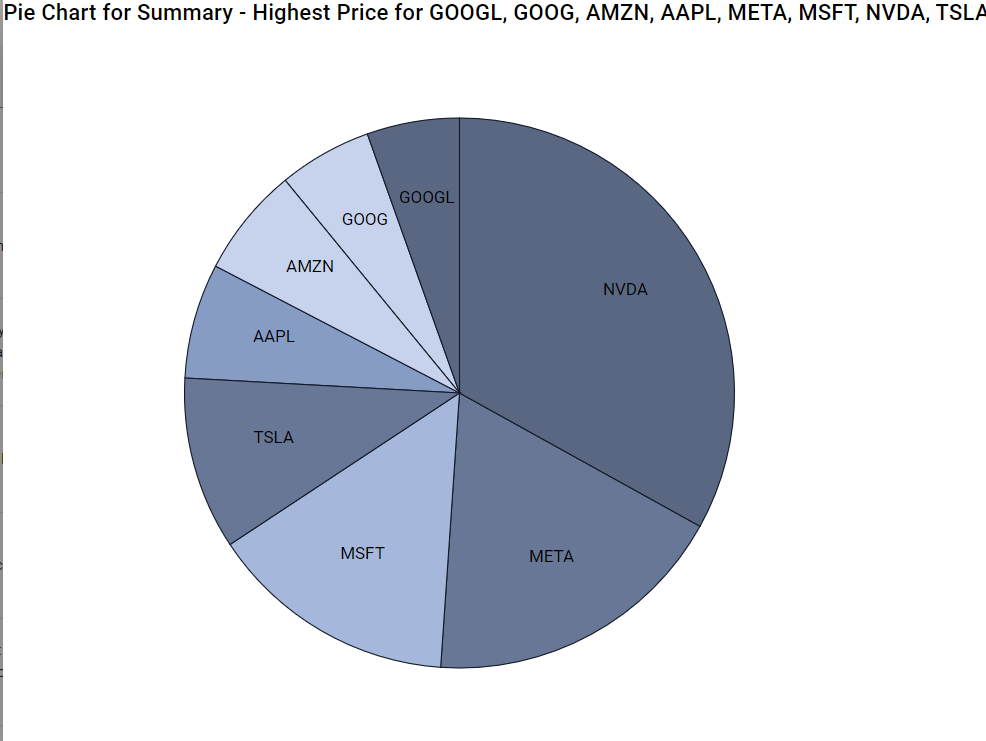 Pie Chart for Summary - Highest Price for GOOGL, GOOG, AMZN, AAPL, META, MSFT, NVDA, TSLA
GOOGL
GOOG
AMZN
NVDA
AAPL
TSLA
MSFT
META